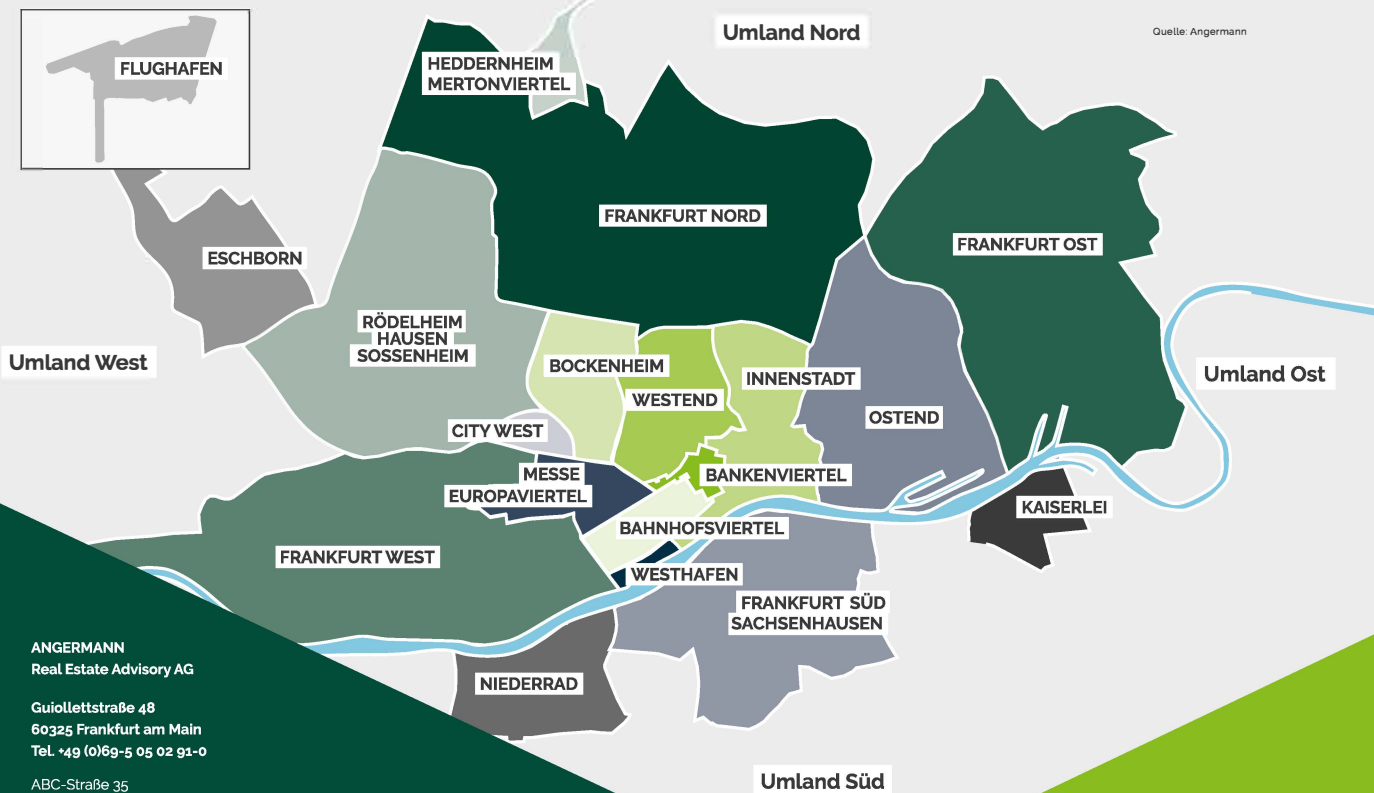 Umland Nord
Quelle: Angermann
FLUGHAFEN
HEDDERNHEIM
MERTONVIERTEL
FRANKFURT NORD
FRANKFURT OST
ESCHBORN
RÖDELHEIM
HAUSEN
SOSSENHEIM
Umland West
BOCKENHEIM
INNENSTADT
Umland Ost
WESTEND
OSTEND
CITY WEST
MESSE
EUROPAVIERTEL
BANKENVIERTEL
KAISERLEI
BAHNHOFSVIERTEL
FRANKFURT WEST
WESTHAFEN
FRANKFURT SÜD
SACHSENHAUSEN
NIEDERRAD
Umland Süd
ANGERMANN
Real Estate Advisory AG
Guiollettstraße 48
60325 Frankfurt am Main
Tel. +49 (0)69-5 05 02 91-0
ABC-Straße 35